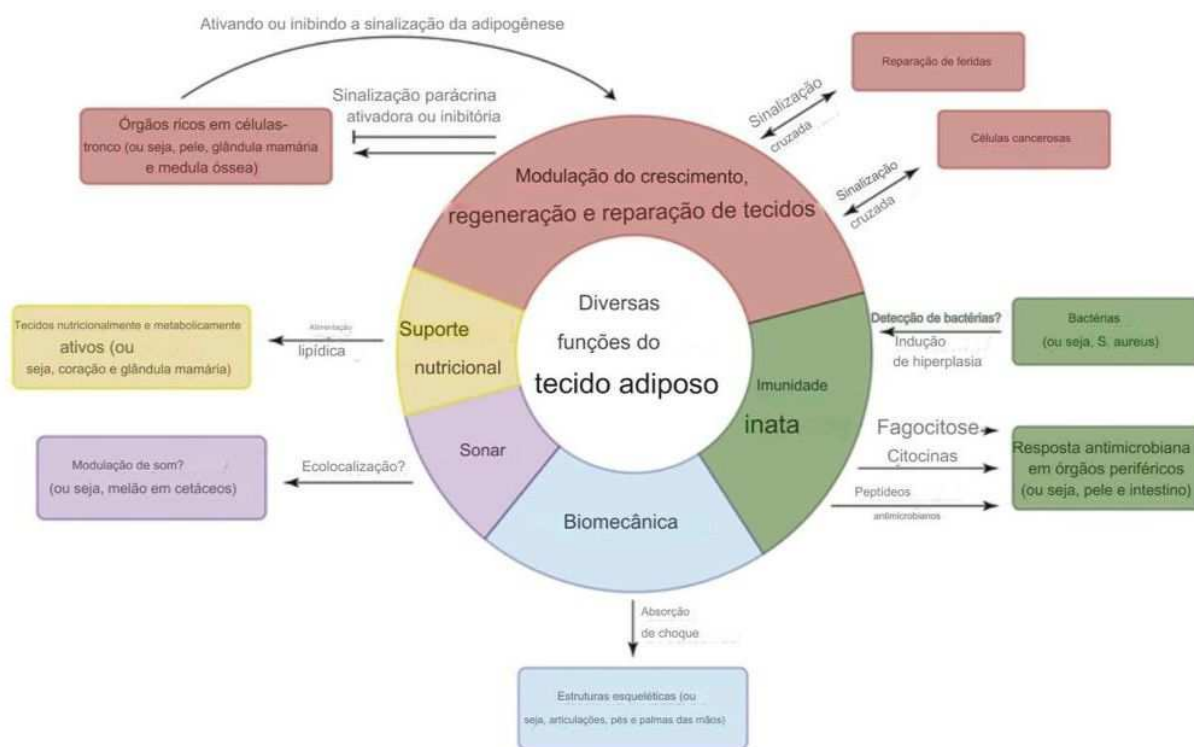 Ativando ou inibindo a sinalização da adipogênese
Sinalização parácrina
ativadora ou inibitória
Órgãos ricos em células-
tronco (ou seja, pele, glândula mamária
e medula óssea)
Reparação de feridas
Sinalização
cruzada
Células cancerosas
Sinalização
cruzada
Modulação do crescimento,
regeneração e reparação de tecidos
Diversas
funções do
tecido adiposo
Suporte
nutricional
Alimentação
lipídica
Tecidos nutricionalmente e metabolicamente
ativos (ou
seja, coração e glândula mamária)
Detecção de bactérias?
Indução
de hiperplasia
Bactérias
(ou seja, S. aureus)
Imunidade
inata
Fagocitose
Citocinas
Peptídeos
antimicrobianos
Resposta antimicrobiana
em órgãos periféricos
(ou seja, pele e intestino)
Sonar
Ecolocalização?
Modulação de som?
(ou seja, melão em cetáceos)
Biomecânica
Absorção
de choque
Estruturas esqueléticas (ou
seja, articulações, pés e palmas das mãos)